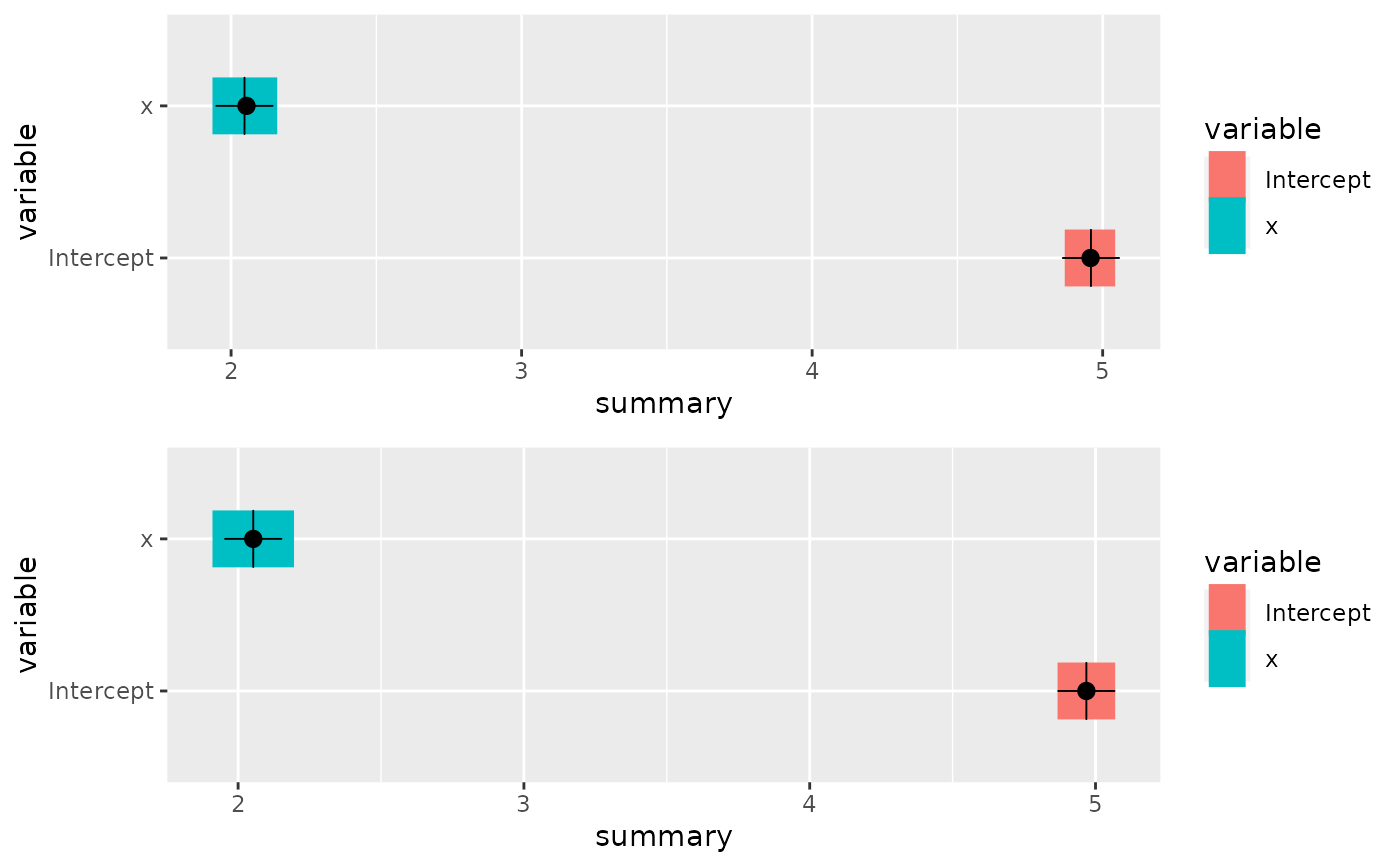 variable
x
Intercept
2 3 4 5
summary
variable
Intercept
x
variable
x
Intercept
2 3 4 5
summary
variable
Intercept
x